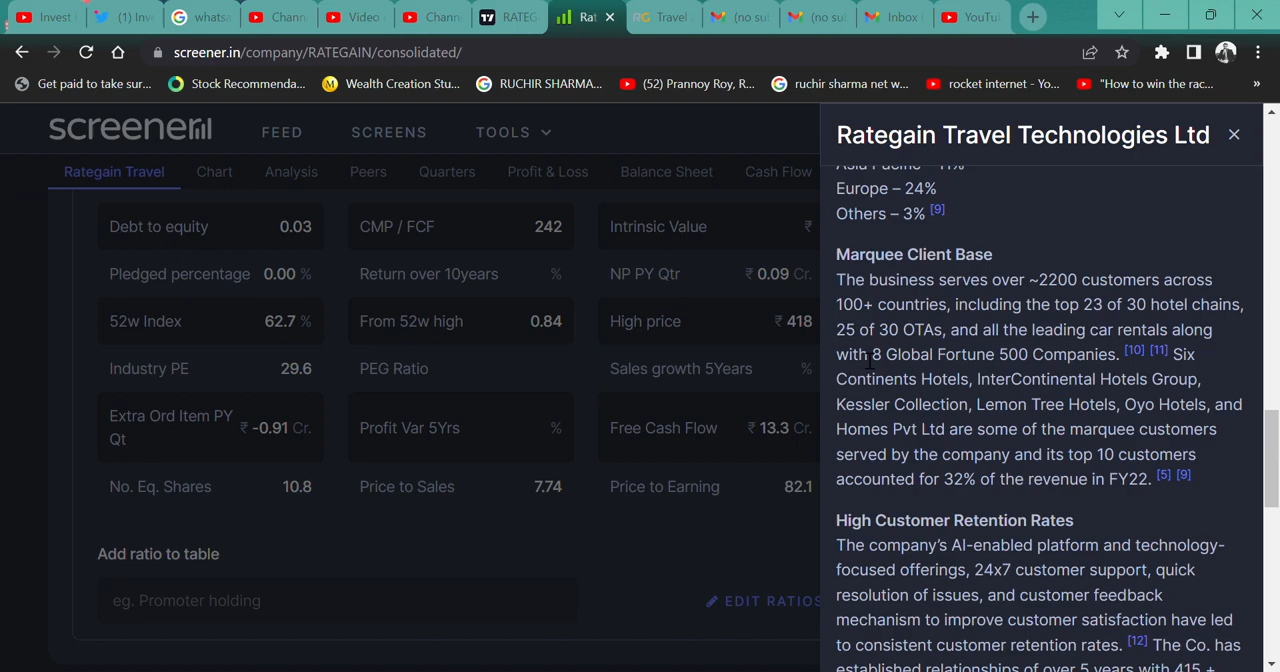 Invest
(1) Inv
whatsa
Chann
Video
Chann
RATEG
Rat
RG Travel
(no su
(no sul
Inbox
YouTu
screener.in/company/RATEGAIN/consolidated/
Get paid to take sur...
Stock Recommenda...
Wealth Creation Stu...
RUCHIR SHARMA...
(52) Prannoy Roy, R...
ruchir sharma net w...
rocket internet - Yo...
"How to win the rac...
»
screener
FEED
SCREENS
TOOLS
Rategain Travel
Chart
Analysis
Peers
Quarters
Profit & Loss
Balance Sheet
Cash Flow
Debt to equity 0.03
CMP / FCF 242
Intrinsic Value ₹
Pledged percentage 0.00 %
Return over 10years %
NP PY Qtr ₹ 0.09 Cr.
52w Index 62.7 %
From 52w high 0.84
High price ₹ 418
Industry PE 29.6
PEG Ratio
Sales growth 5Years %
Extra Ord Item PY
Qt ₹ -0.91 Cr.
Profit Var 5Yrs %
Free Cash Flow ₹ 13.3 Cr.
No. Eq. Shares 10.8
Price to Sales 7.74
Price to Earning 82.1
Add ratio to table
eg. Promoter holding
EDIT RATIOS
Rategain Travel Technologies Ltd
Asia Pacific – 11%
Europe – 24%
Others – 3% [9]
Marquee Client Base
The business serves over ~2200 customers across
100+ countries, including the top 23 of 30 hotel chains,
25 of 30 OTAs, and all the leading car rentals along
with 8 Global Fortune 500 Companies. [10] [11] Six
Continents Hotels, InterContinental Hotels Group,
Kessler Collection, Lemon Tree Hotels, Oyo Hotels, and
Homes Pvt Ltd are some of the marquee customers
served by the company and its top 10 customers
accounted for 32% of the revenue in FY22. [5] [9]
High Customer Retention Rates
The company's AI-enabled platform and technology-
focused offerings, 24x7 customer support, quick
resolution of issues, and customer feedback
mechanism to improve customer satisfaction have led
to consistent customer retention rates. [12] The Co. has
established relationships of over 5 years with 415 +